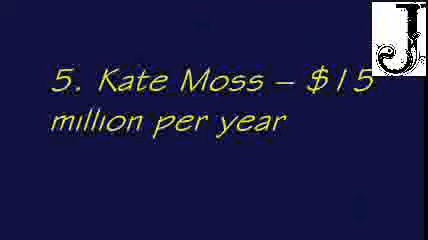 J
5. Kate Moss – $15
million per year